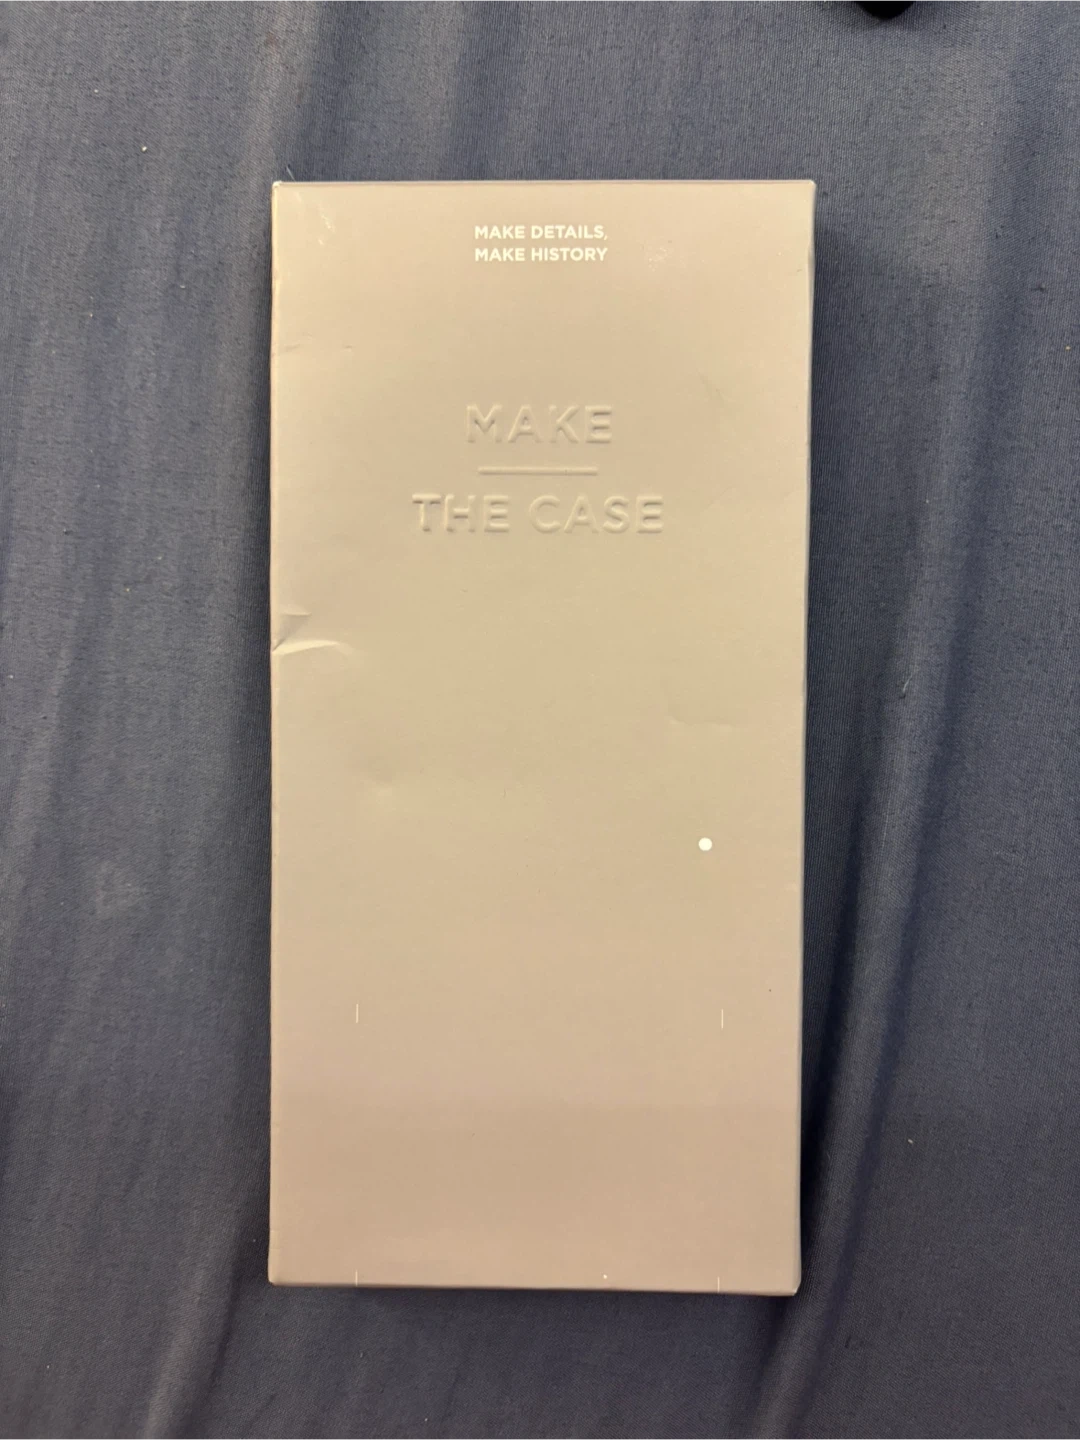 MAKE DETAILS,
MAKE HISTORY
MAKE
THE CASE